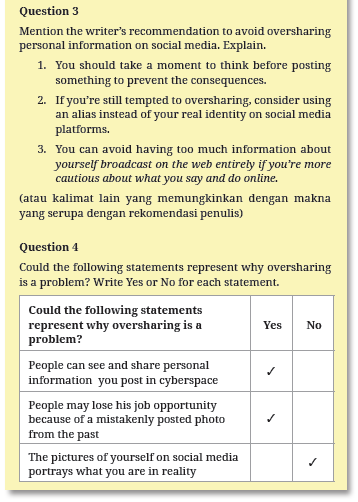 Question 3
Mention the writer's recommendation to avoid oversharing
personal information on social media. Explain.
1. You should take a moment to think before posting
something to prevent the consequences.
2. If you're still tempted to oversharing, consider using
an alias instead of your real identity on social media
platforms.
3. You can avoid having too much information about
yourself broadcast on the web entirely if you're more
cautious about what you say and do online.
(atau kalimat lain yang memungkinkan dengan makna
yang serupa dengan rekomendasi penulis)
Question 4
Could the following statements represent why oversharing
is a problem? Write Yes or No for each statement.
Could the following statements
represent why oversharing is a
problem?
Yes
No
People can see and share personal
information you post in cyberspace
✓
People may lose his job opportunity
because of a mistakenly posted photo
from the past
✓
The pictures of yourself on social media
portrays what you are in reality
✓